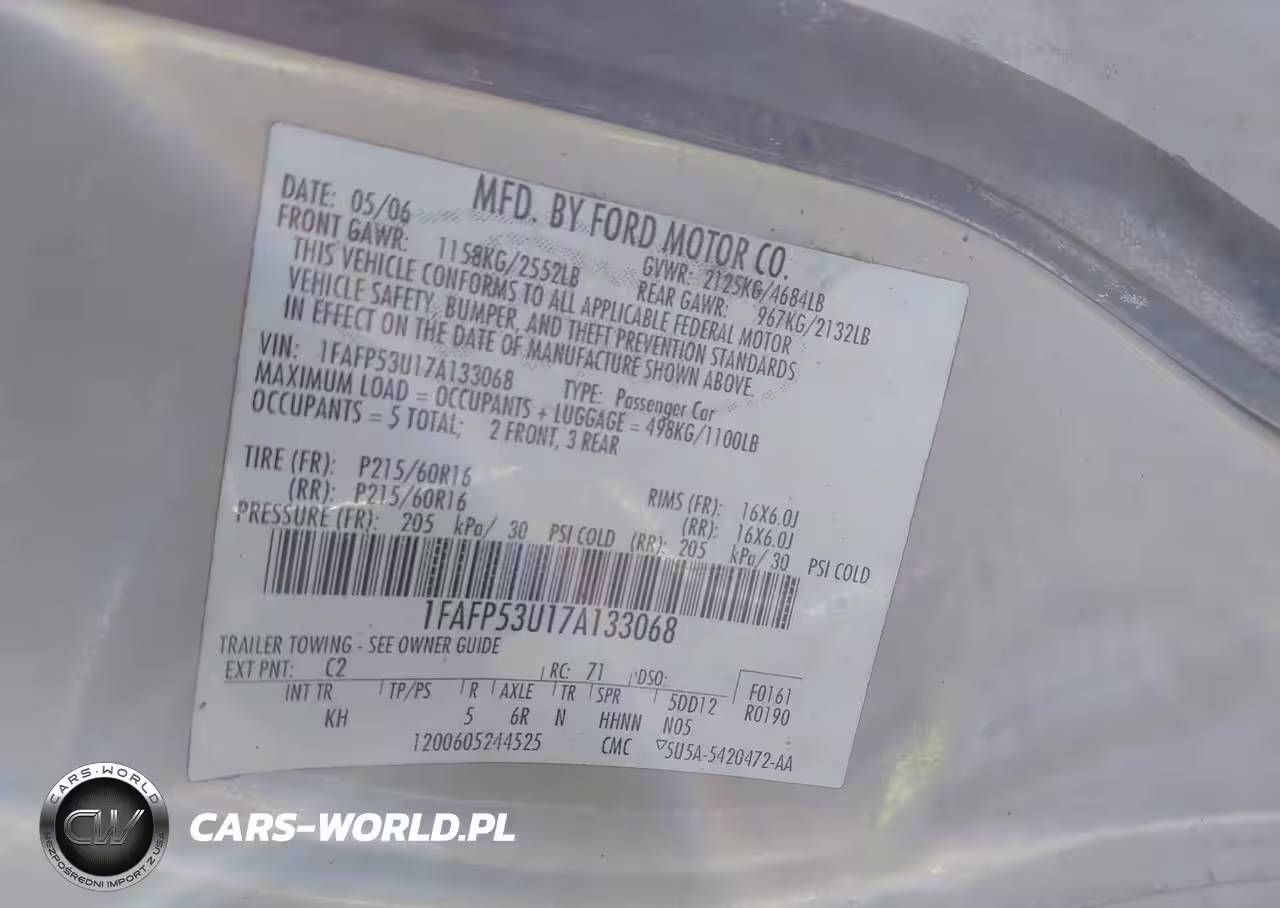 MFD. BY FORD MOTOR CO.
DATE: 05/06 GVWR: 2125KG/4684LB
FRONT GAWR: 1158KG/2552LB REAR GAWR: 967KG/2132LB
THIS VEHICLE CONFORMS TO ALL APPLICABLE FEDERAL MOTOR
VEHICLE SAFETY, BUMPER, AND THEFT PREVENTION STANDARDS
IN EFFECT ON THE DATE OF MANUFACTURE SHOWN ABOVE.
VIN: 1FAFP53U17A133068 TYPE: Passenger Car
MAXIMUM LOAD = OCCUPANTS + LUGGAGE = 498KG/1100LB
OCCUPANTS = 5 TOTAL; 2 FRONT, 3 REAR
TIRE (FR): P215/60R16 RIMS (FR): 16X6.0J
(RR): P215/60R16 (RR): 16X6.0J
PRESSURE (FR): 205 kPa/ 30 PSI COLD (RR): 205 kPa/ 30 PSI COLD
1FAFP53U17A133068
TRAILER TOWING - SEE OWNER GUIDE
EXT PNT: C2 RC: 71 DSO: F0161
INT TR TP/PS R AXLE TR SPR 5DD12 R0190
KH 5 6R N HHNN N05
1200605244525 CMC ▽5U5A-5420472-AA
CARS-WORLD
CW
BEZPOŚREDNI IMPORT Z USA
CARS-WORLD.PL